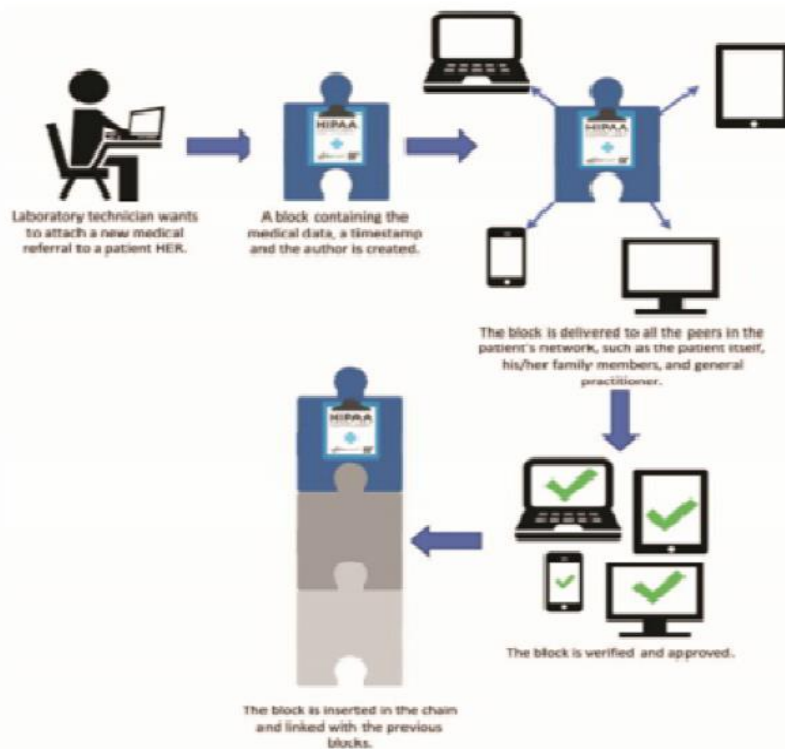 HIPAA
HIPAA
Laboratory technician wants
to attach a new medical
referral to a patient HER.
A block containing the
medical data, a timestamp
and the author is created.
The block is delivered to all the peers in the
patient's network, such as the patient itself,
his/her family members, and general
practitioner.
HIPAA
The block is verified and approved.
The block is inserted in the chain
and linked with the previous
blocks.